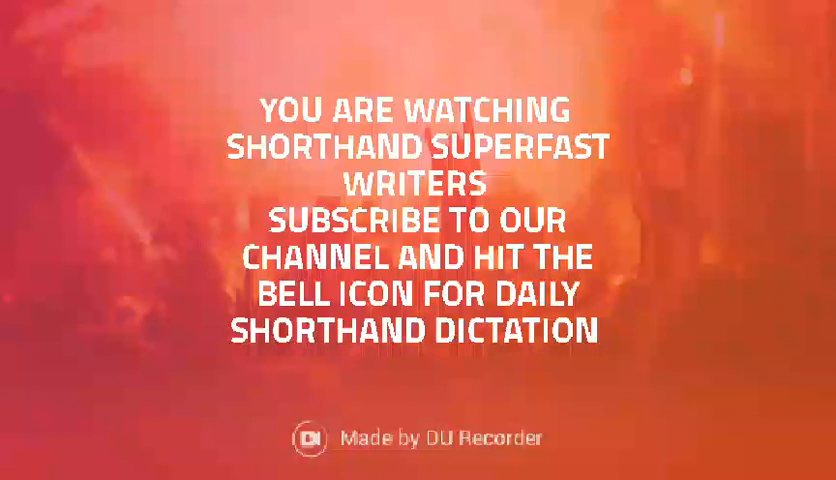 YOU ARE WATCHING
SHORTHAND SUPERFAST
WRITERS
SUBSCRIBE TO OUR
CHANNEL AND HIT THE
BELL ICON FOR DAILY
SHORTHAND DICTATION
Made by DU Recorder